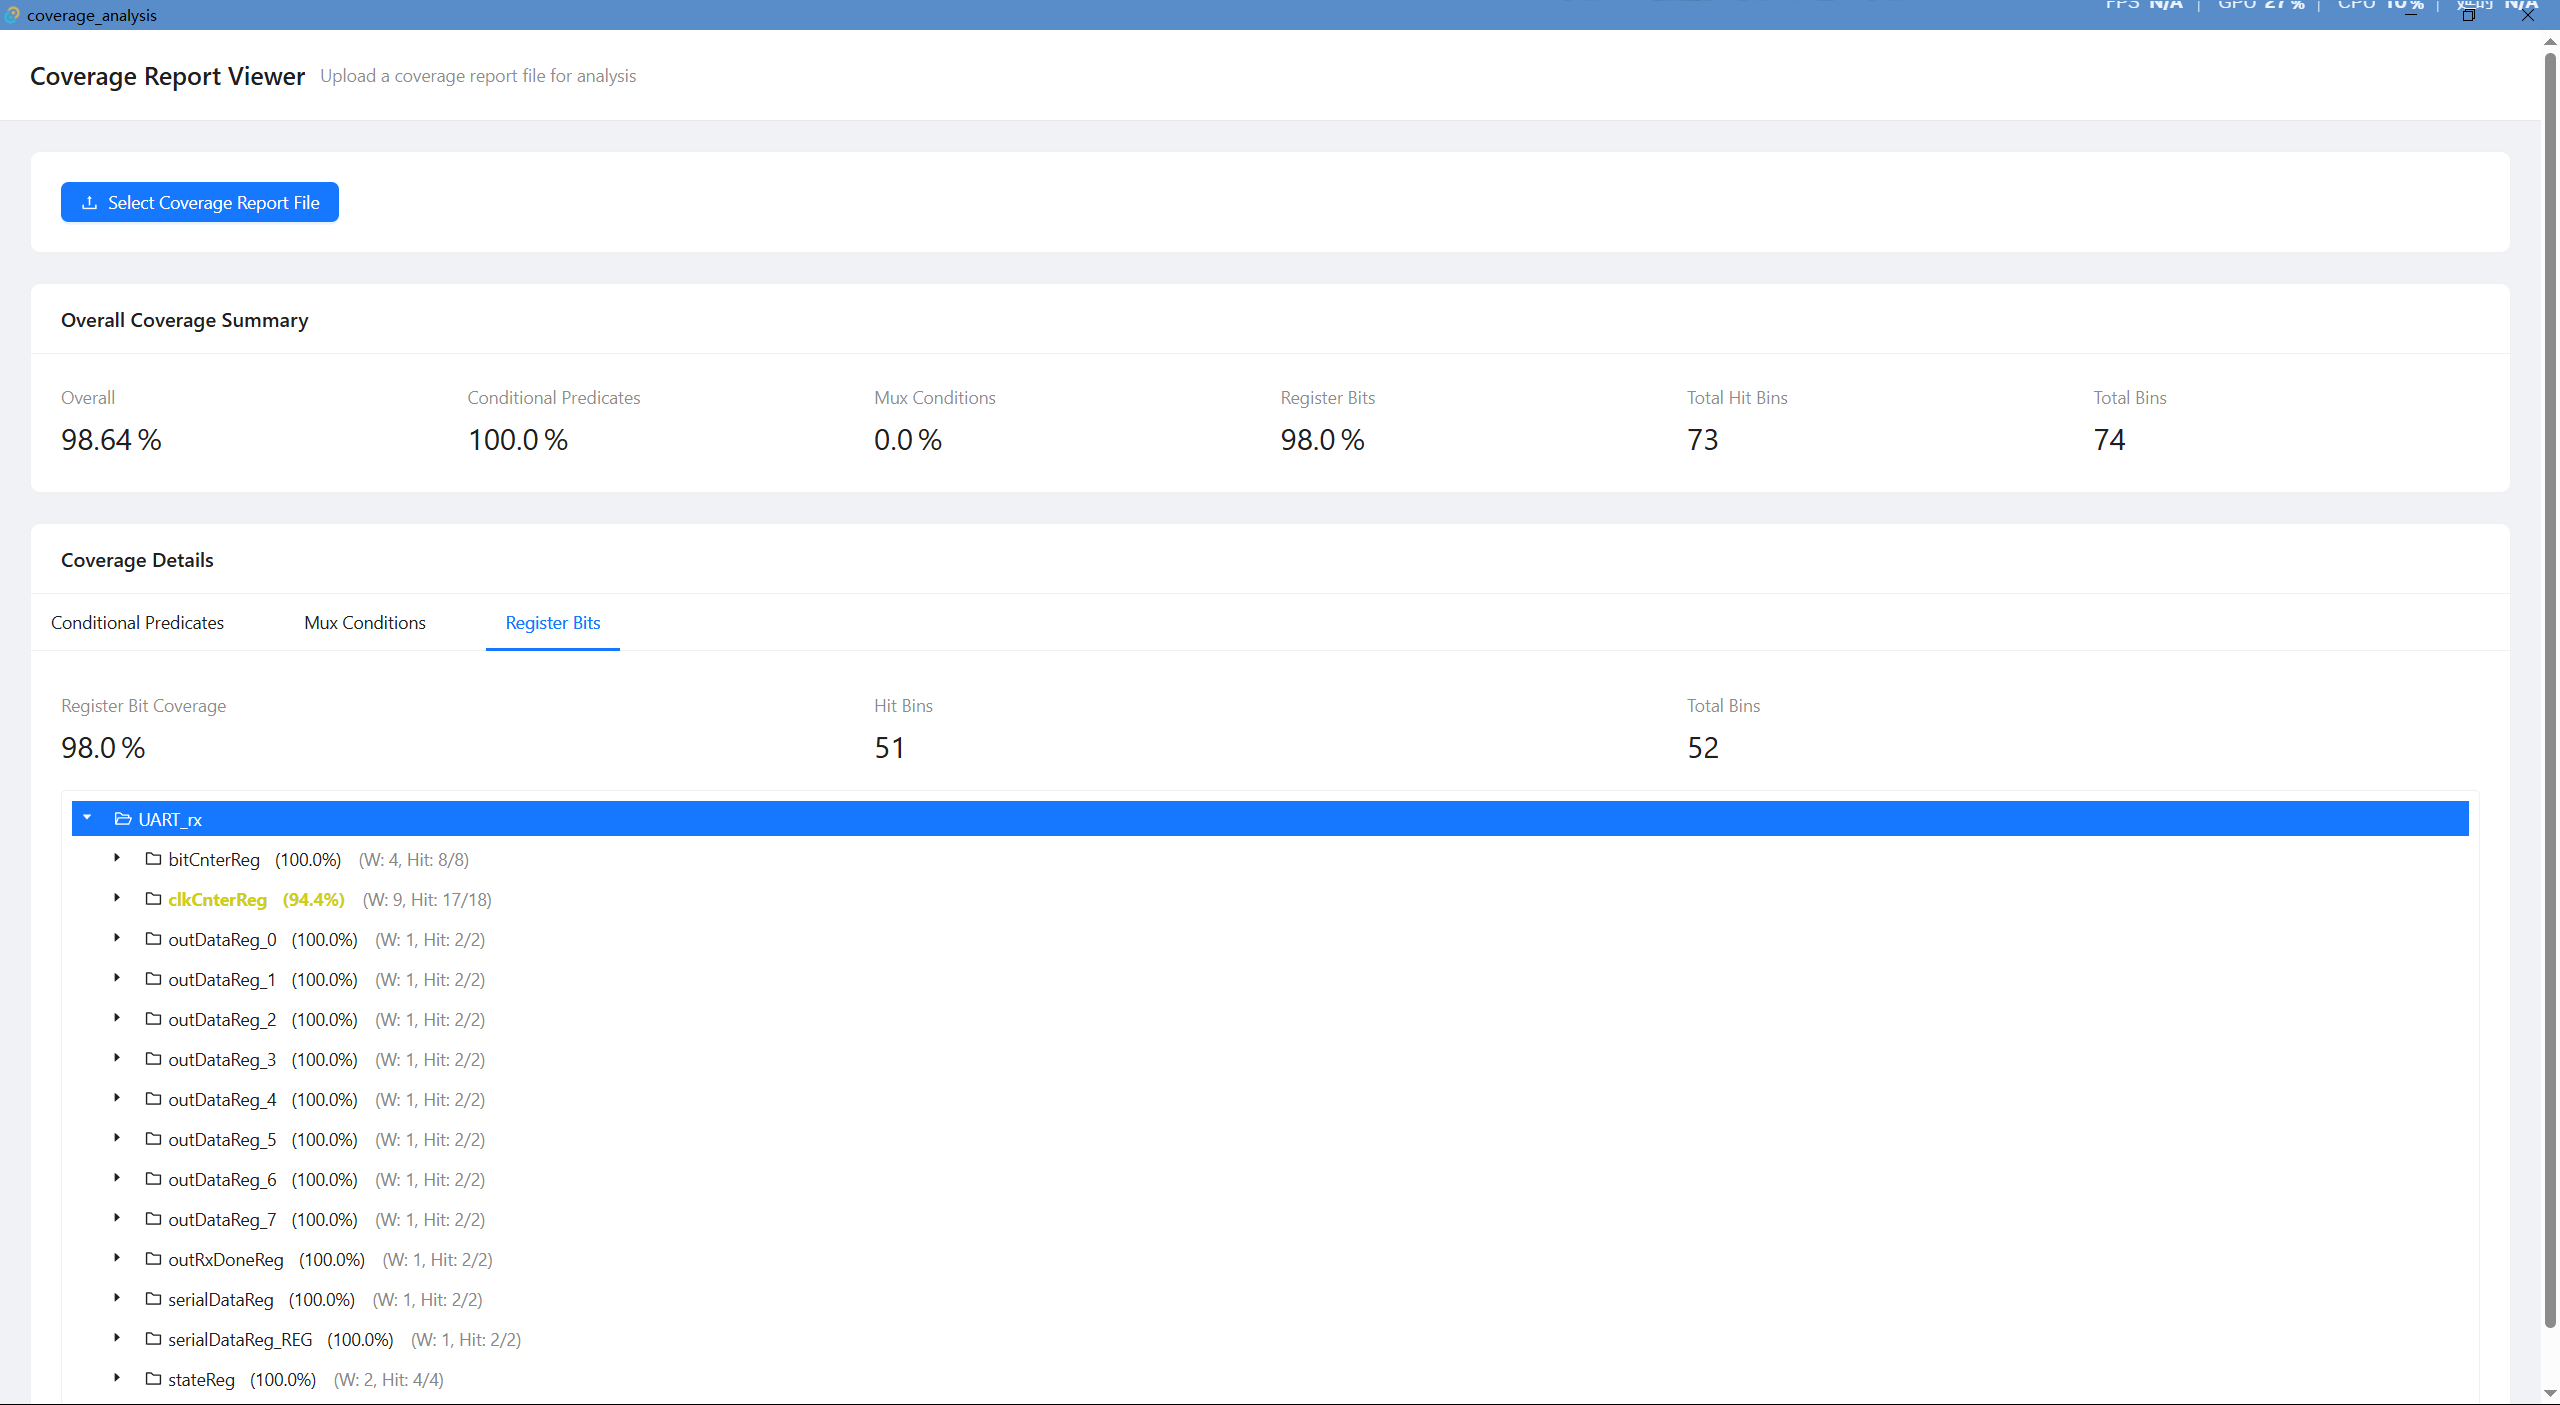 coverage_analysis
FPS N/A | GPU 27% | CPU 10% | 延时 N/A
Coverage Report Viewer Upload a coverage report file for analysis
Select Coverage Report File
Overall Coverage Summary
Overall Conditional Predicates Mux Conditions Register Bits Total Hit Bins Total Bins
98.64 % 100.0 % 0.0 % 98.0 % 73 74
Coverage Details
Conditional Predicates Mux Conditions Register Bits
Register Bit Coverage Hit Bins Total Bins
98.0 % 51 52
UART_rx
bitCnterReg (100.0%) (W: 4, Hit: 8/8)
clkCnterReg (94.4%) (W: 9, Hit: 17/18)
outDataReg_0 (100.0%) (W: 1, Hit: 2/2)
outDataReg_1 (100.0%) (W: 1, Hit: 2/2)
outDataReg_2 (100.0%) (W: 1, Hit: 2/2)
outDataReg_3 (100.0%) (W: 1, Hit: 2/2)
outDataReg_4 (100.0%) (W: 1, Hit: 2/2)
outDataReg_5 (100.0%) (W: 1, Hit: 2/2)
outDataReg_6 (100.0%) (W: 1, Hit: 2/2)
outDataReg_7 (100.0%) (W: 1, Hit: 2/2)
outRxDoneReg (100.0%) (W: 1, Hit: 2/2)
serialDataReg (100.0%) (W: 1, Hit: 2/2)
serialDataReg_REG (100.0%) (W: 1, Hit: 2/2)
stateReg (100.0%) (W: 2, Hit: 4/4)